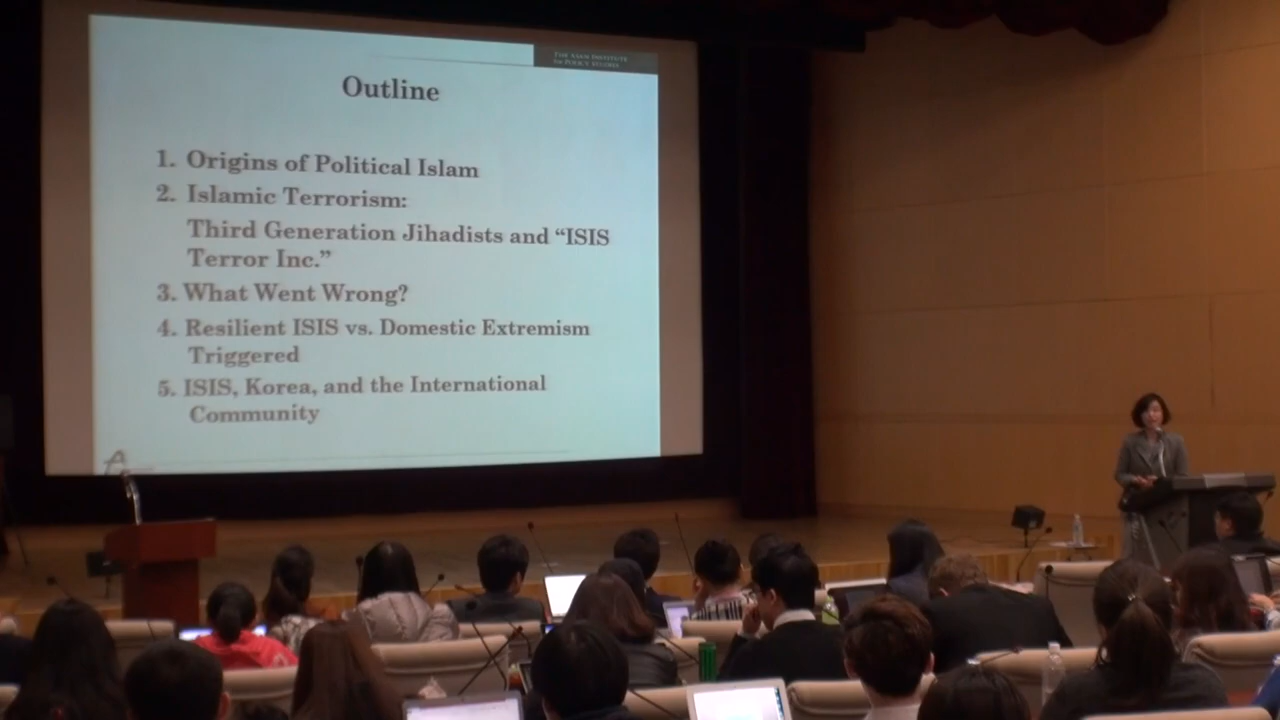 THE ASAN INSTITUTE
for POLICY STUDIES
Outline
1. Origins of Political Islam
2. Islamic Terrorism:
Third Generation Jihadists and “ISIS
Terror Inc.”
3. What Went Wrong?
4. Resilient ISIS vs. Domestic Extremism
Triggered
5. ISIS, Korea, and the International
Community